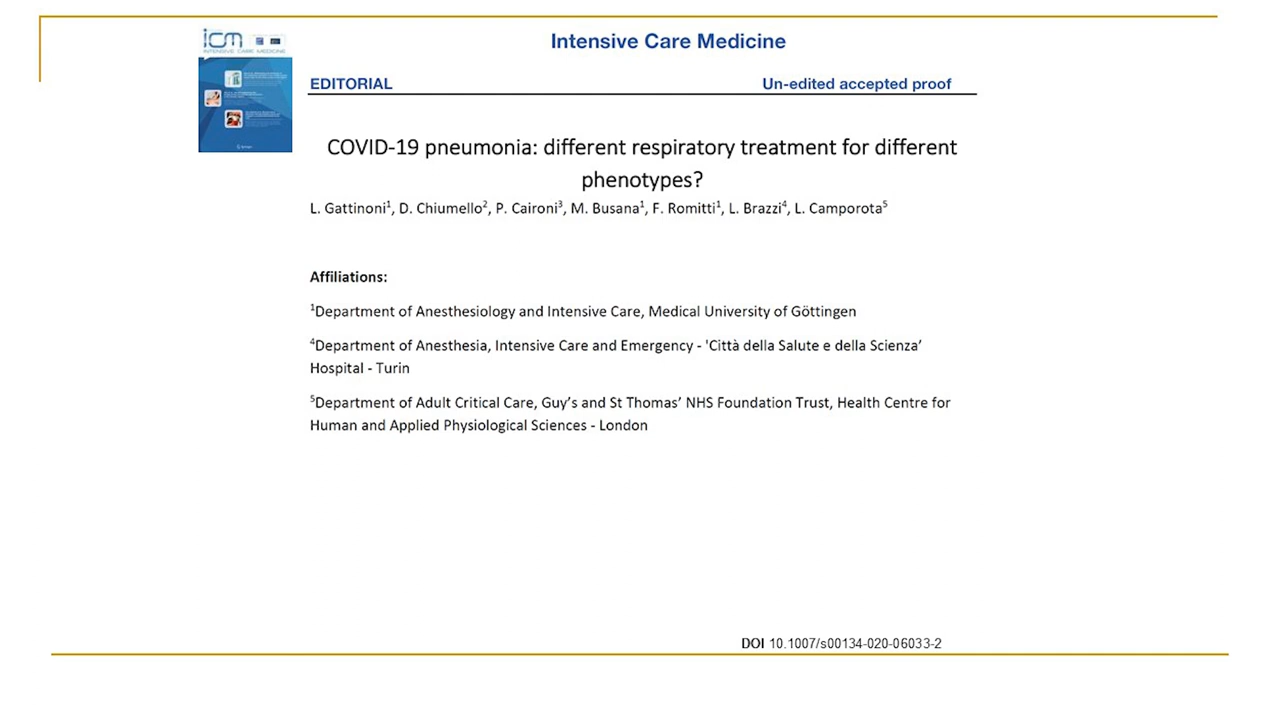 icm
INTENSIVE CARE MEDICINE
Intensive Care Medicine
EDITORIAL
Un-edited accepted proof
COVID-19 pneumonia: different respiratory treatment for different
phenotypes?
L. Gattinoni¹, D. Chiumello², P. Caironi³, M. Busana¹, F. Romitti¹, L. Brazzi⁴, L. Camporota⁵
Affiliations:
¹Department of Anesthesiology and Intensive Care, Medical University of Göttingen
⁴Department of Anesthesia, Intensive Care and Emergency - 'Città della Salute e della Scienza’
Hospital - Turin
⁵Department of Adult Critical Care, Guy’s and St Thomas’ NHS Foundation Trust, Health Centre for
Human and Applied Physiological Sciences - London
DOI 10.1007/s00134-020-06033-2